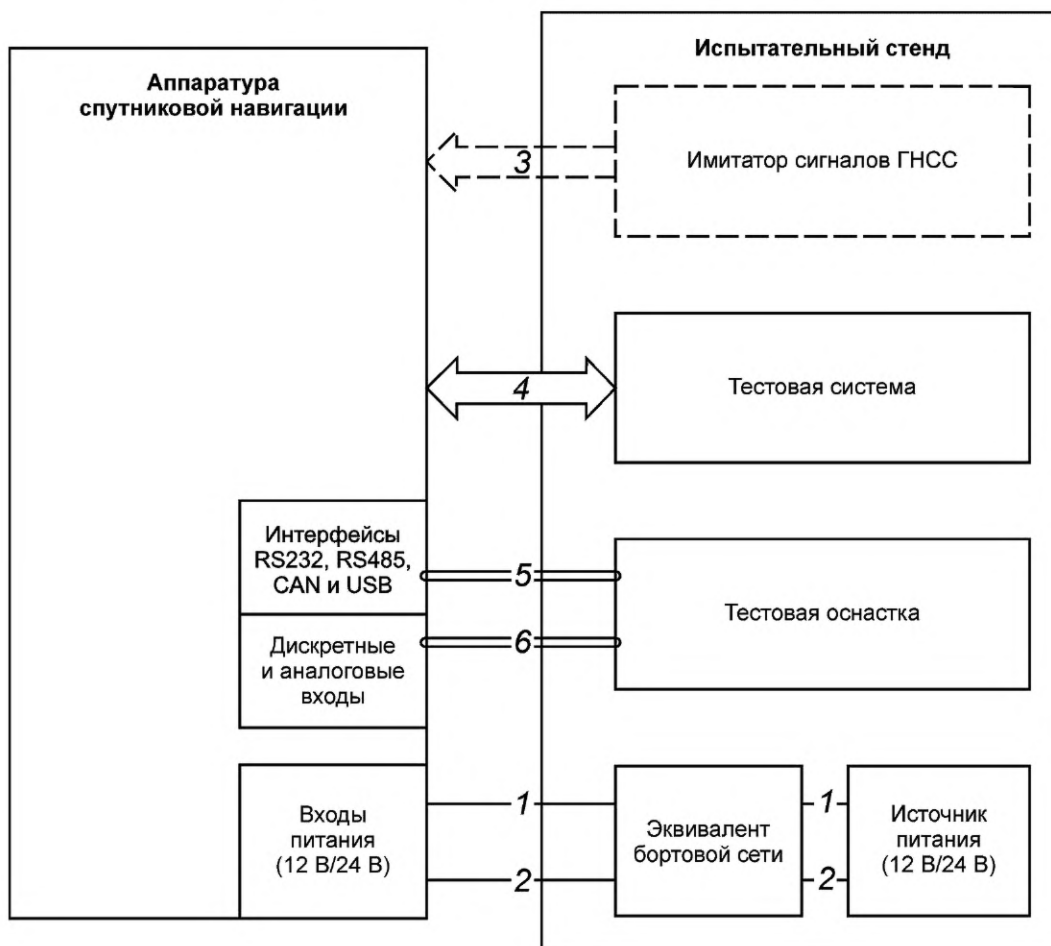 Испытательный стенд
Аппаратура
спутниковой навигации
Имитатор сигналов ГНСС
3
Тестовая система
4
Интерфейсы
RS232, RS485,
CAN и USB
5
Тестовая оснастка
6
Дискретные
и аналоговые
входы
Входы
питания
(12 В/24 В)
1
2
Эквивалент
бортовой сети
1
2
Источник
питания
(12 В/24 В)